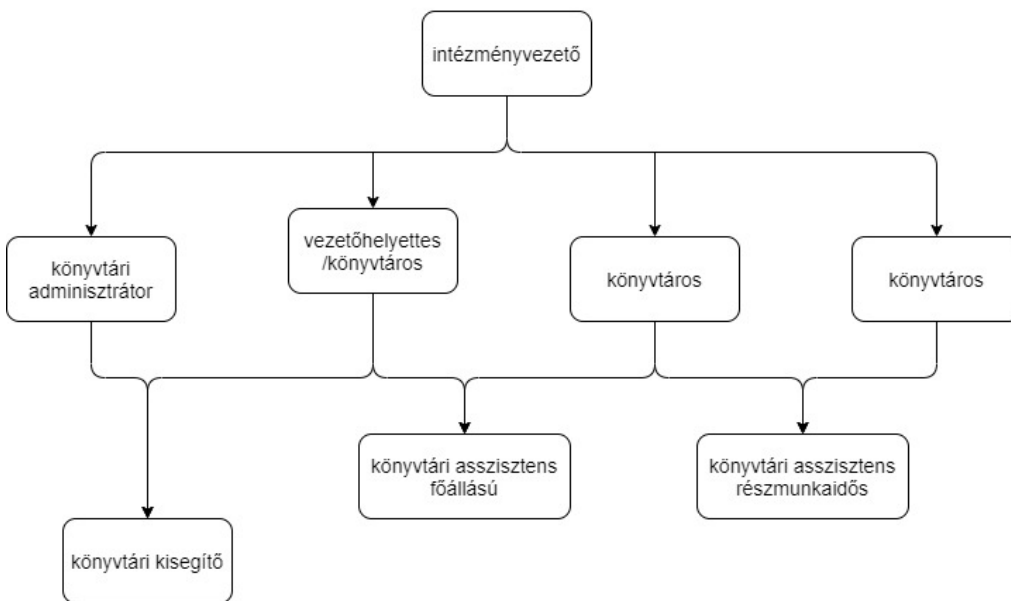 intézményvezető
könyvtári
adminisztrátor
vezetőhelyettes
/könyvtáros
könyvtáros
könyvtáros
könyvtári asszisztens
főállású
könyvtári asszisztens
részmunkaidős
könyvtári kisegítő